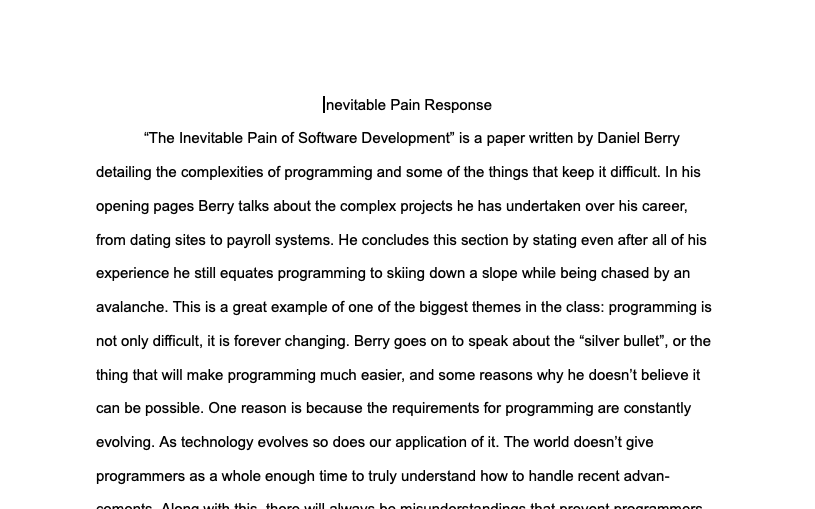 Inevitable Pain Response
“The Inevitable Pain of Software Development” is a paper written by Daniel Berry
detailing the complexities of programming and some of the things that keep it difficult. In his
opening pages Berry talks about the complex projects he has undertaken over his career,
from dating sites to payroll systems. He concludes this section by stating even after all of his
experience he still equates programming to skiing down a slope while being chased by an
avalanche. This is a great example of one of the biggest themes in the class: programming is
not only difficult, it is forever changing. Berry goes on to speak about the “silver bullet”, or the
thing that will make programming much easier, and some reasons why he doesn’t believe it
can be possible. One reason is because the requirements for programming are constantly
evolving. As technology evolves so does our application of it. The world doesn’t give
programmers as a whole enough time to truly understand how to handle recent advan-
cements. Along with this, there will always be misunderstandings that prevent programmers